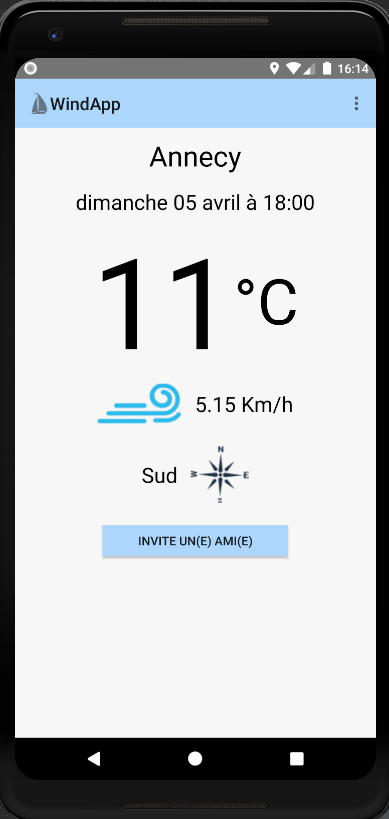 16:14
WindApp
Annecy
dimanche 05 avril à 18:00
11 °C
5.15 Km/h
N
Sud W E
S
INVITE UN(E) AMI(E)